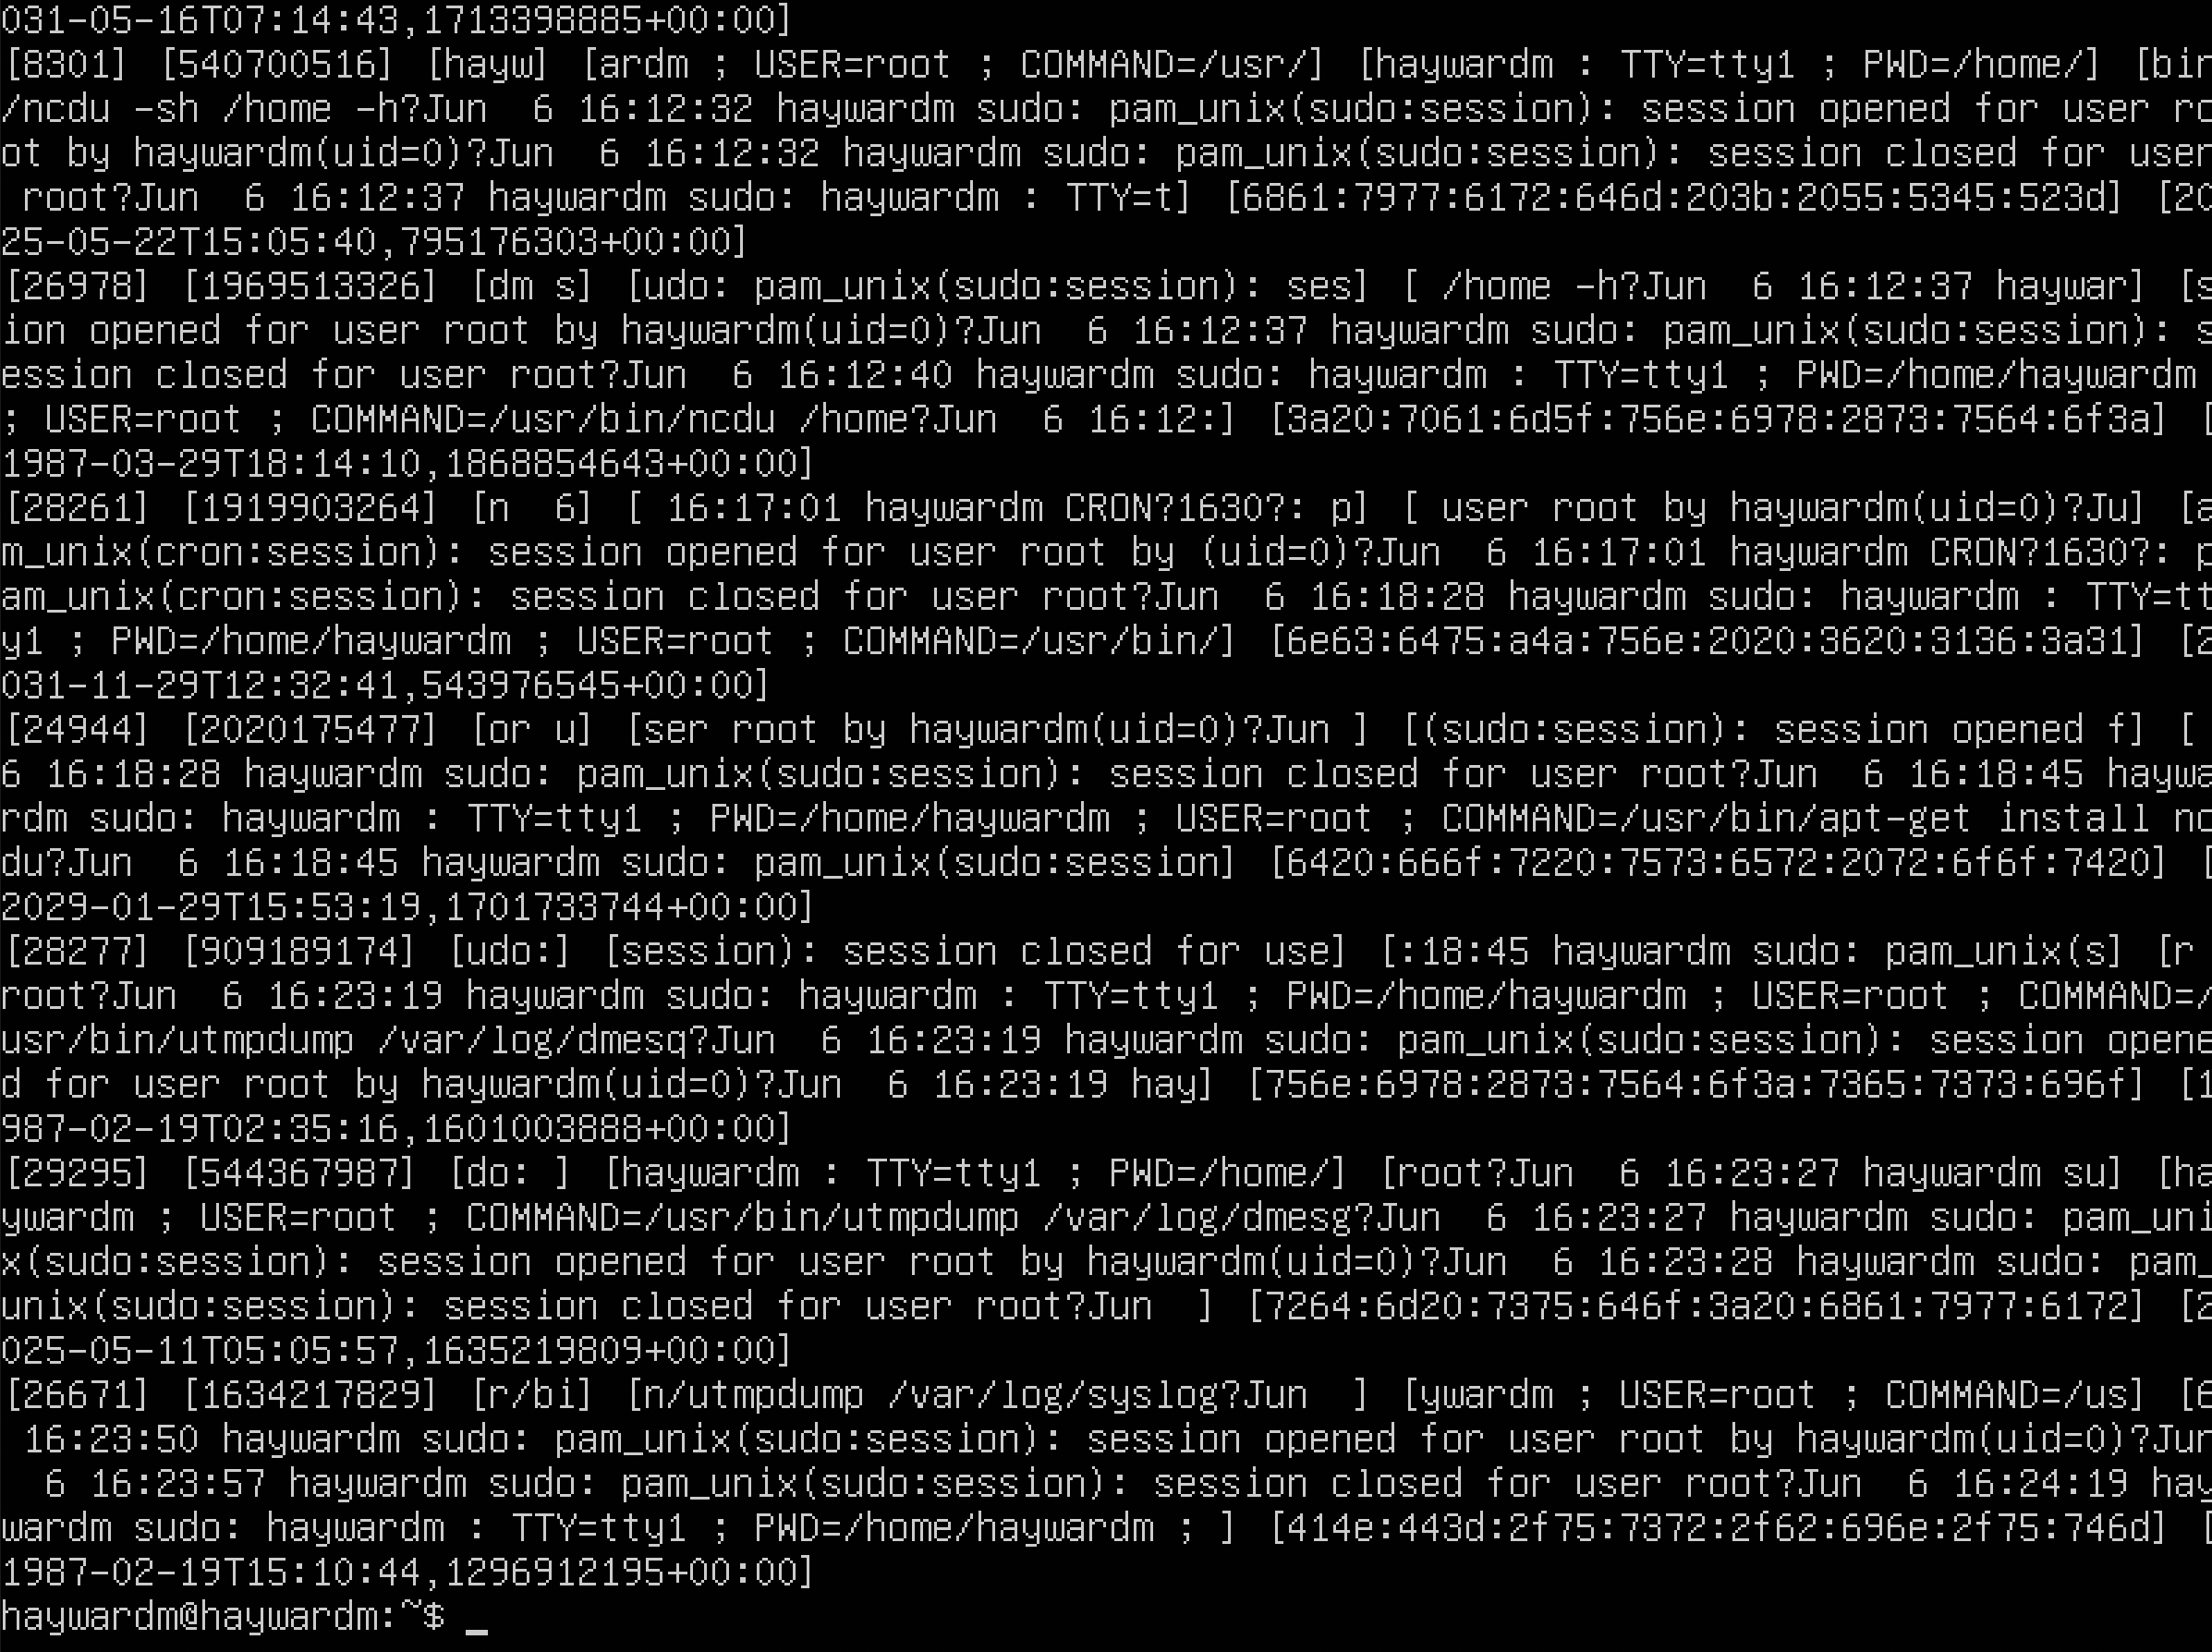 031-05-16T07:14:43,1713398885+00:00]
[8301] [540700516] [hayw] [ardm ; USER=root ; COMMAND=/usr/] [haywardm : TTY=tty1 ; PWD=/home/] [bin
/ncdu -sh /home -h?Jun  6 16:12:32 haywardm sudo: pam_unix(sudo:session): session opened for user ro
ot by haywardm(uid=0)?Jun  6 16:12:32 haywardm sudo: pam_unix(sudo:session): session closed for user
 root?Jun  6 16:12:37 haywardm sudo: haywardm : TTY=t] [6861:7977:6172:646d:203b:2055:5345:523d] [20
25-05-22T15:05:40,795176303+00:00]
[26978] [1969513326] [dm s] [udo: pam_unix(sudo:session): ses] [ /home -h?Jun  6 16:12:37 haywar] [s
ion opened for user root by haywardm(uid=0)?Jun  6 16:12:37 haywardm sudo: pam_unix(sudo:session): s
ession closed for user root?Jun  6 16:12:40 haywardm sudo: haywardm : TTY=tty1 ; PWD=/home/haywardm
; USER=root ; COMMAND=/usr/bin/ncdu /home?Jun  6 16:12:] [3a20:7061:6d5f:756e:6978:2873:7564:6f3a] [
1987-03-29T18:14:10,1868854643+00:00]
[28261] [1919903264] [n  6] [ 16:17:01 haywardm CRON?1630?: p] [ user root by haywardm(uid=0)?Ju] [a
m_unix(cron:session): session opened for user root by (uid=0)?Jun  6 16:17:01 haywardm CRON?1630?: p
am_unix(cron:session): session closed for user root?Jun  6 16:18:28 haywardm sudo: haywardm : TTY=tt
y1 ; PWD=/home/haywardm ; USER=root ; COMMAND=/usr/bin/] [6e63:6475:a4a:756e:2020:3620:3136:3a31] [2
031-11-29T12:32:41,543976545+00:00]
[24944] [2020175477] [or u] [ser root by haywardm(uid=0)?Jun ] [(sudo:session): session opened f] [
6 16:18:28 haywardm sudo: pam_unix(sudo:session): session closed for user root?Jun  6 16:18:45 haywa
rdm sudo: haywardm : TTY=tty1 ; PWD=/home/haywardm ; USER=root ; COMMAND=/usr/bin/apt-get install nc
du?Jun  6 16:18:45 haywardm sudo: pam_unix(sudo:session] [6420:666f:7220:7573:6572:2072:6f6f:7420] [
2029-01-29T15:53:19,1701733744+00:00]
[28277] [909189174] [udo:] [session): session closed for use] [:18:45 haywardm sudo: pam_unix(s] [r
root?Jun  6 16:23:19 haywardm sudo: haywardm : TTY=tty1 ; PWD=/home/haywardm ; USER=root ; COMMAND=/
usr/bin/utmpdump /var/log/dmesq?Jun  6 16:23:19 haywardm sudo: pam_unix(sudo:session): session opene
d for user root by haywardm(uid=0)?Jun  6 16:23:19 hay] [756e:6978:2873:7564:6f3a:7365:7373:696f] [1
987-02-19T02:35:16,1601003888+00:00]
[29295] [544367987] [do: ] [haywardm : TTY=tty1 ; PWD=/home/] [root?Jun  6 16:23:27 haywardm su] [ha
ywardm ; USER=root ; COMMAND=/usr/bin/utmpdump /var/log/dmesg?Jun  6 16:23:27 haywardm sudo: pam_uni
x(sudo:session): session opened for user root by haywardm(uid=0)?Jun  6 16:23:28 haywardm sudo: pam_
unix(sudo:session): session closed for user root?Jun  ] [7264:6d20:7375:646f:3a20:6861:7977:6172] [2
025-05-11T05:05:57,1635219809+00:00]
[26671] [1634217829] [r/bi] [n/utmpdump /var/log/syslog?Jun  ] [ywardm ; USER=root ; COMMAND=/us] [6
 16:23:50 haywardm sudo: pam_unix(sudo:session): session opened for user root by haywardm(uid=0)?Jun
  6 16:23:57 haywardm sudo: pam_unix(sudo:session): session closed for user root?Jun  6 16:24:19 hay
wardm sudo: haywardm : TTY=tty1 ; PWD=/home/haywardm ; ] [414e:443d:2f75:7372:2f62:696e:2f75:746d] [
1987-02-19T15:10:44,1296912195+00:00]
haywardm@haywardm:~$ _